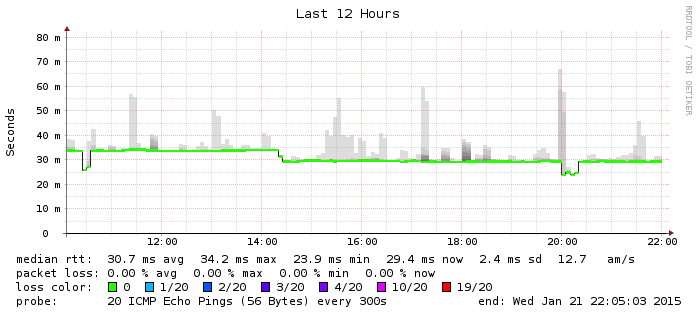 Last 12 Hours
RRDTOOL / TOBI OETIKER
Seconds
80 m
70 m
60 m
50 m
40 m
30 m
20 m
10 m
0
12:00 14:00 16:00 18:00 20:00 22:00
median rtt: 30.7 ms avg 34.2 ms max 23.9 ms min 29.4 ms now 2.4 ms sd 12.7 am/s
packet loss: 0.00 % avg 0.00 % max 0.00 % min 0.00 % now
loss color: 0 1/20 2/20 3/20 4/20 10/20 19/20
probe: 20 ICMP Echo Pings (56 Bytes) every 300s end: Wed Jan 21 22:05:03 2015